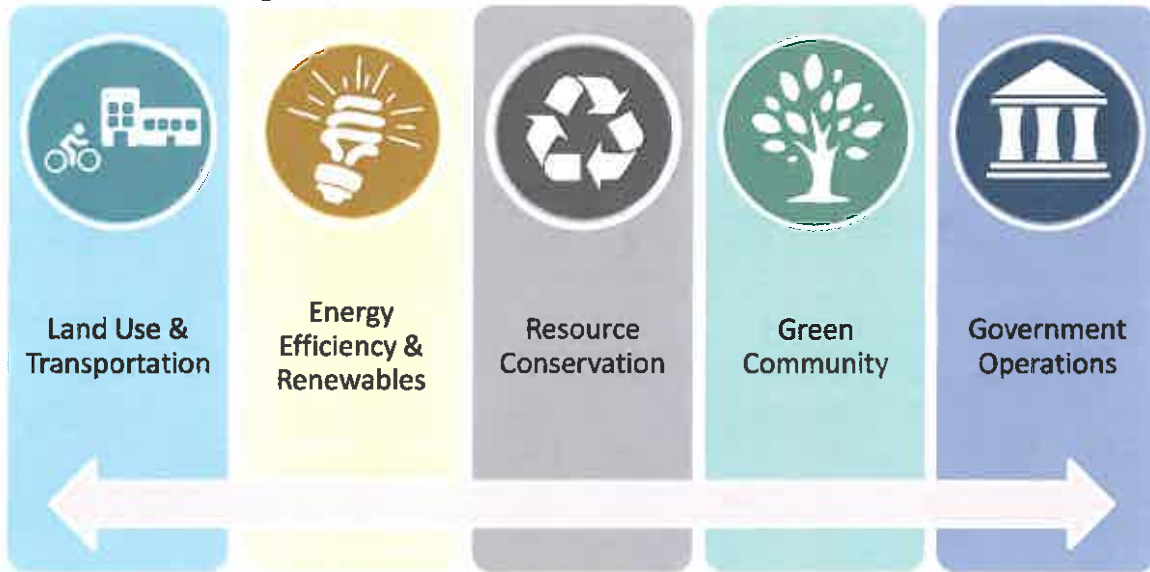 Land Use &
Transportation
Energy
Efficiency &
Renewables
Resource
Conservation
Green
Community
Government
Operations